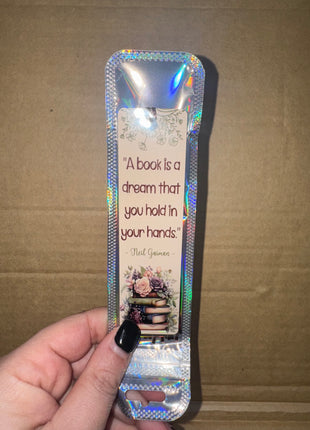 "A book is a
dream that
you hold in
your hands."
- Neil Gaiman -